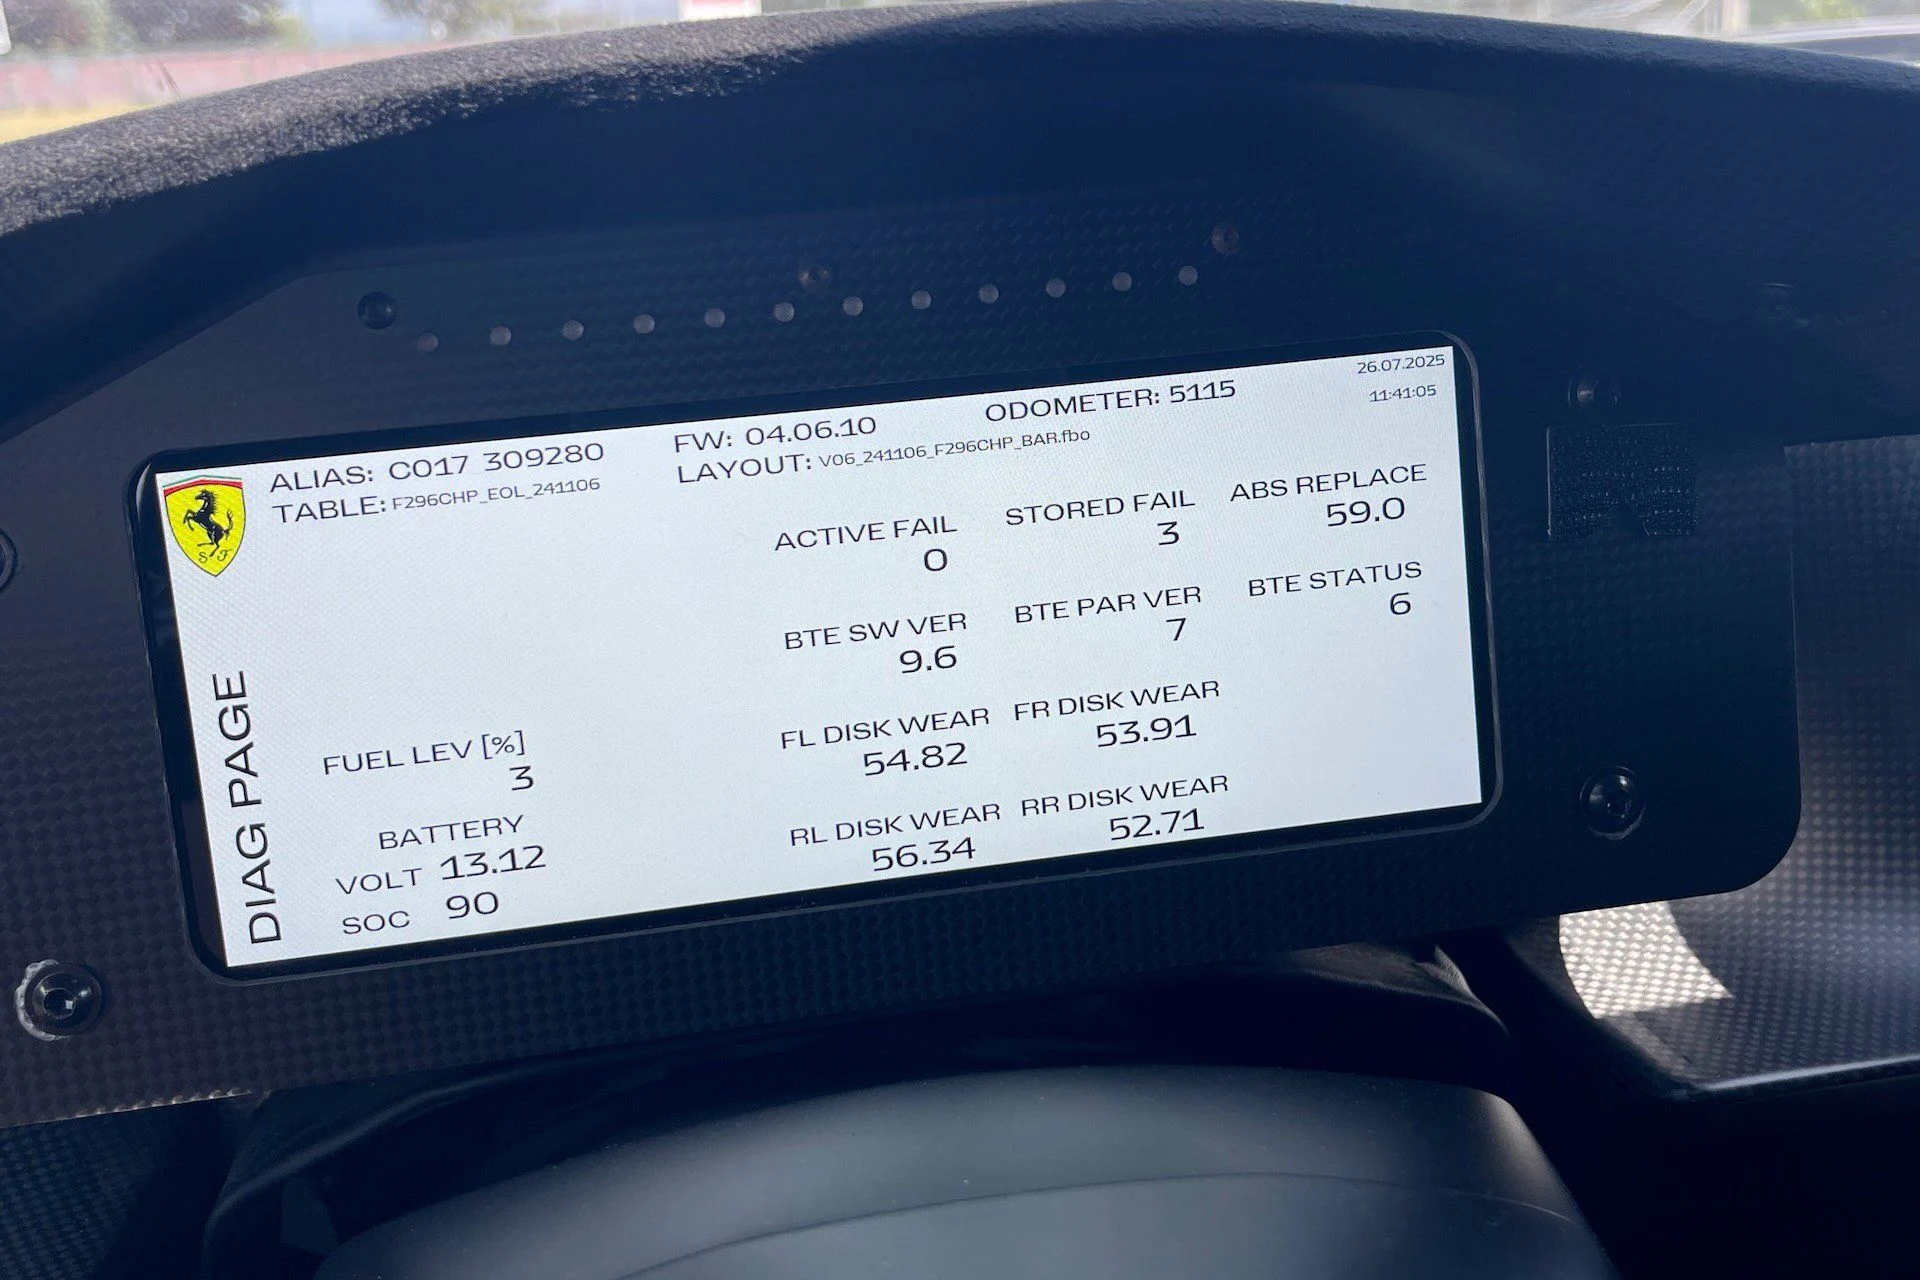 26.07.2025
11:41:05
ALIAS: C017 309280
FW: 04.06.10
ODOMETER: 5115
TABLE: F296CHP_EOL_241106
LAYOUT: V06_241106_F296CHP_BAR.fbo
S F
DIAG PAGE
ACTIVE FAIL
0
STORED FAIL
3
ABS REPLACE
59.0
BTE SW VER
9.6
BTE PAR VER
7
BTE STATUS
6
FUEL LEV [%]
3
FL DISK WEAR
54.82
FR DISK WEAR
53.91
BATTERY
VOLT 13.12
SOC 90
RL DISK WEAR
56.34
RR DISK WEAR
52.71